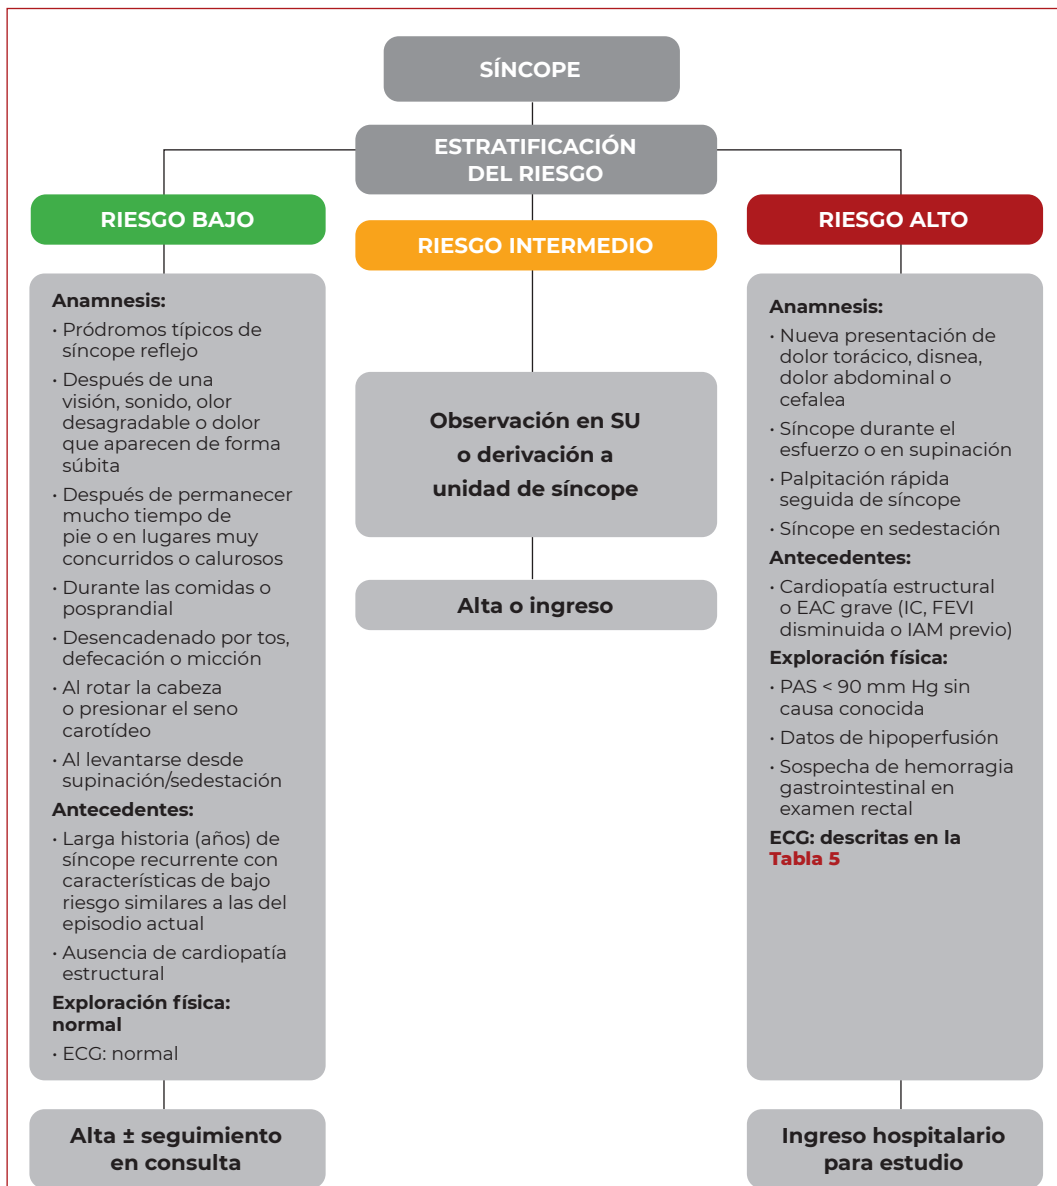 SÍNCOPE
ESTRATIFICACIÓN
DEL RIESGO
RIESGO BAJO
Anamnesis:
· Pródromos típicos de
síncope reflejo
· Después de una
visión, sonido, olor
desagradable o dolor
que aparecen de forma
súbita
· Después de permanecer
mucho tiempo de
pie o en lugares muy
concurridos o calurosos
· Durante las comidas o
posprandial
· Desencadenado por tos,
defecación o micción
· Al rotar la cabeza
o presionar el seno
carotídeo
· Al levantarse desde
supinación/sedestación
Antecedentes:
· Larga historia (años) de
síncope recurrente con
características de bajo
riesgo similares a las del
episodio actual
· Ausencia de cardiopatía
estructural
Exploración física:
normal
· ECG: normal
Alta ± seguimiento
en consulta
RIESGO INTERMEDIO
Observación en SU
o derivación a
unidad de síncope
Alta o ingreso
RIESGO ALTO
Anamnesis:
· Nueva presentación de
dolor torácico, disnea,
dolor abdominal o
cefalea
· Síncope durante el
esfuerzo o en supinación
· Palpitación rápida
seguida de síncope
· Síncope en sedestación
Antecedentes:
· Cardiopatía estructural
o EAC grave (IC, FEVI
disminuida o IAM previo)
Exploración física:
· PAS < 90 mm Hg sin
causa conocida
· Datos de hipoperfusión
· Sospecha de hemorragia
gastrointestinal en
examen rectal
ECG: descritas en la
Tabla 5
Ingreso hospitalario
para estudio